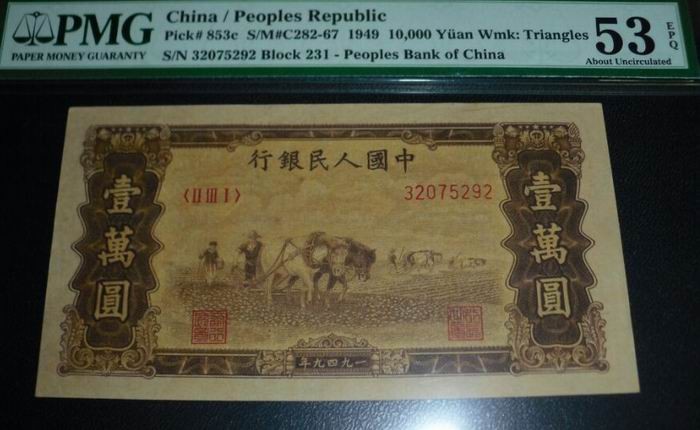 PMG
PAPER MONEY GUARANTY
China / Peoples Republic
Pick# 853c S/M#C282-67 1949 10,000 Yüan Wmk: Triangles
S/N 32075292 Block 231 - Peoples Bank of China
53
EPQ
About Uncirculated
行銀民人國中
〈II III I〉
32075292
壹萬圓
壹萬圓
年九四九一